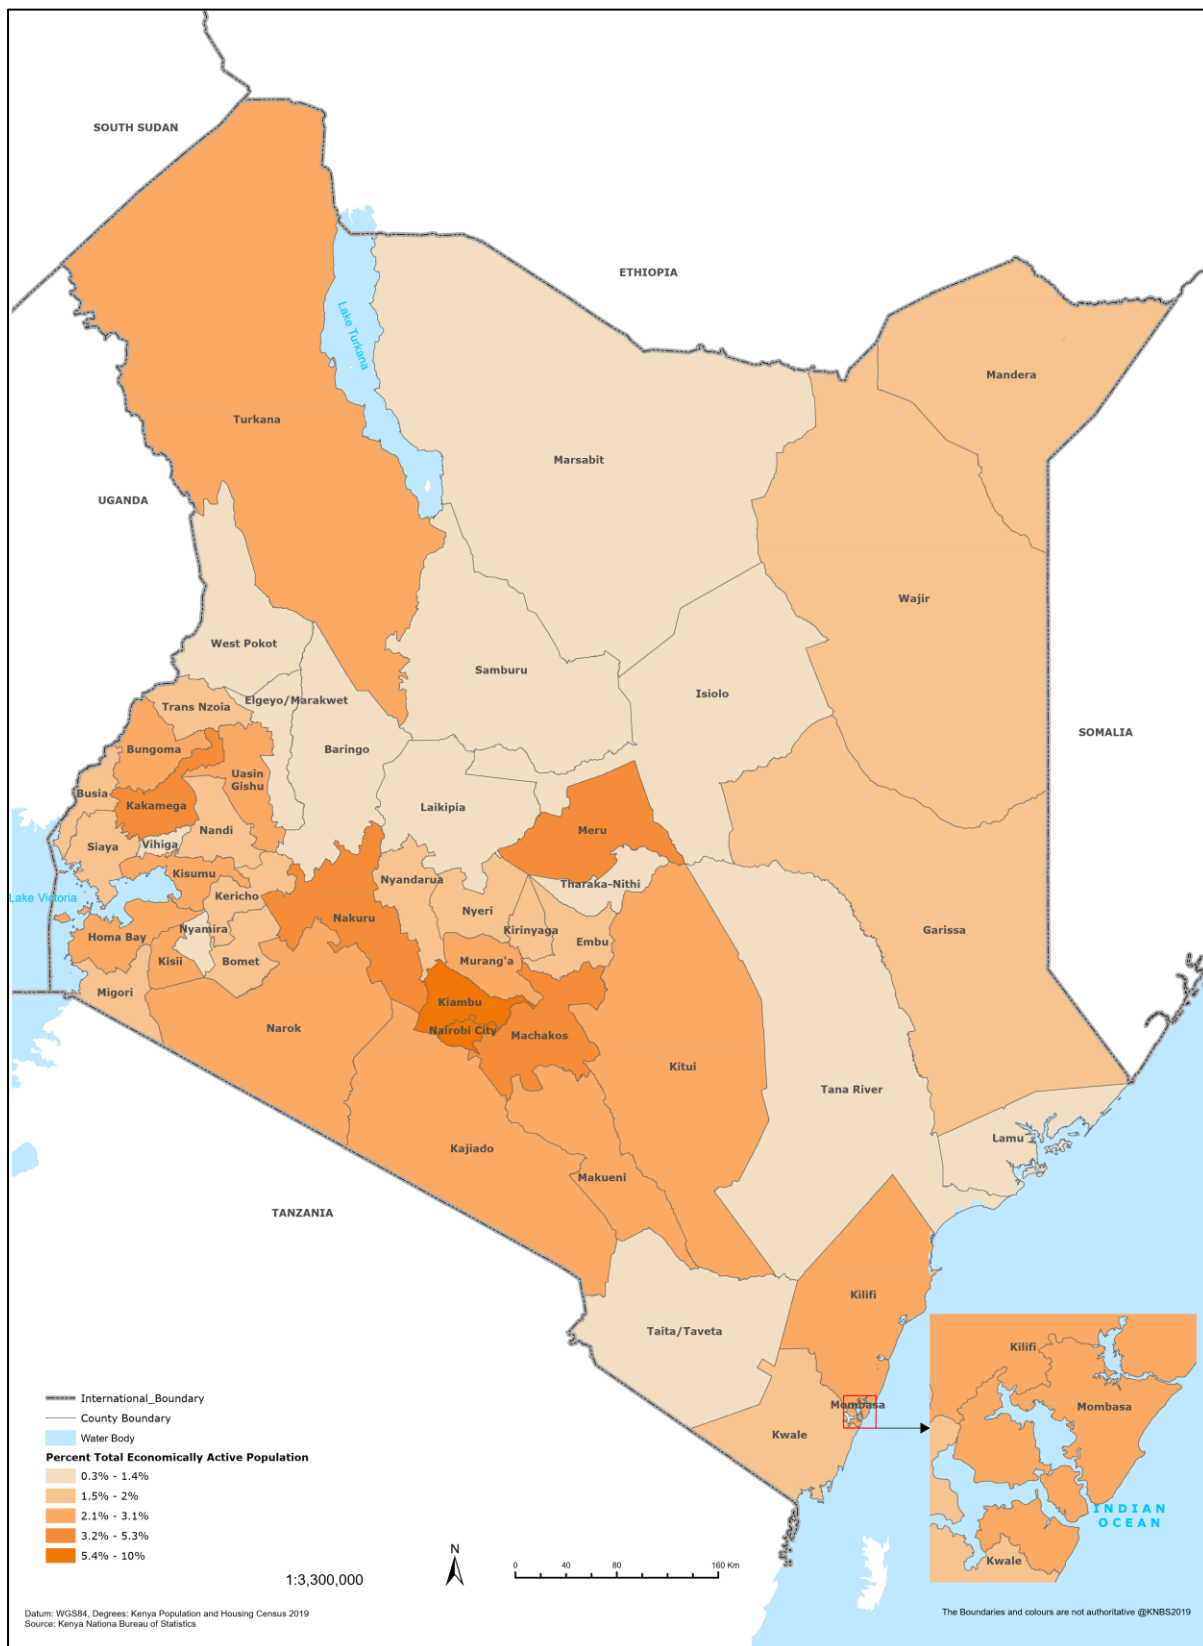 SOUTH SUDAN
ETHIOPIA
Lake Turkana
Mandera
Turkana
Marsabit
UGANDA
Wajir
West Pokot
Samburu
Isiolo
Elgeyo/Marakwet
Trans Nzoia
SOMALIA
Bungoma
Baringo
Uasin
Gishu
Busia
Kakamega
Laikipia
Meru
Nandi
Vihiga
Siaya
Kisumu
Nyandarua
Tharaka-Nithi
Lake Victoria
Kericho
Nyeri
Nakuru
Kirinyaga
Garissa
Nyamira
Homa Bay
Embu
Kisii
Bomet
Murang'a
Migori
Kiambu
Narok
Nairobi City
Machakos
Kitui
Tana River
Lamu
Kajiado
Makueni
TANZANIA
Kilifi
Taita/Taveta
Kilifi
Mombasa
Mombasa
Kwale
INDIAN
OCEAN
Kwale
International_Boundary
County Boundary
Water Body
Percent Total Economically Active Population
0.3% - 1.4%
1.5% - 2%
2.1% - 3.1%
3.2% - 5.3%
5.4% - 10%
N
1:3,300,000
0 40 80 160 Km
Datum: WGS84, Degrees: Kenya Population and Housing Census 2019
Source: Kenya Nationa Bureau of Statistics
The Boundaries and colours are not authoritative @KNBS2019